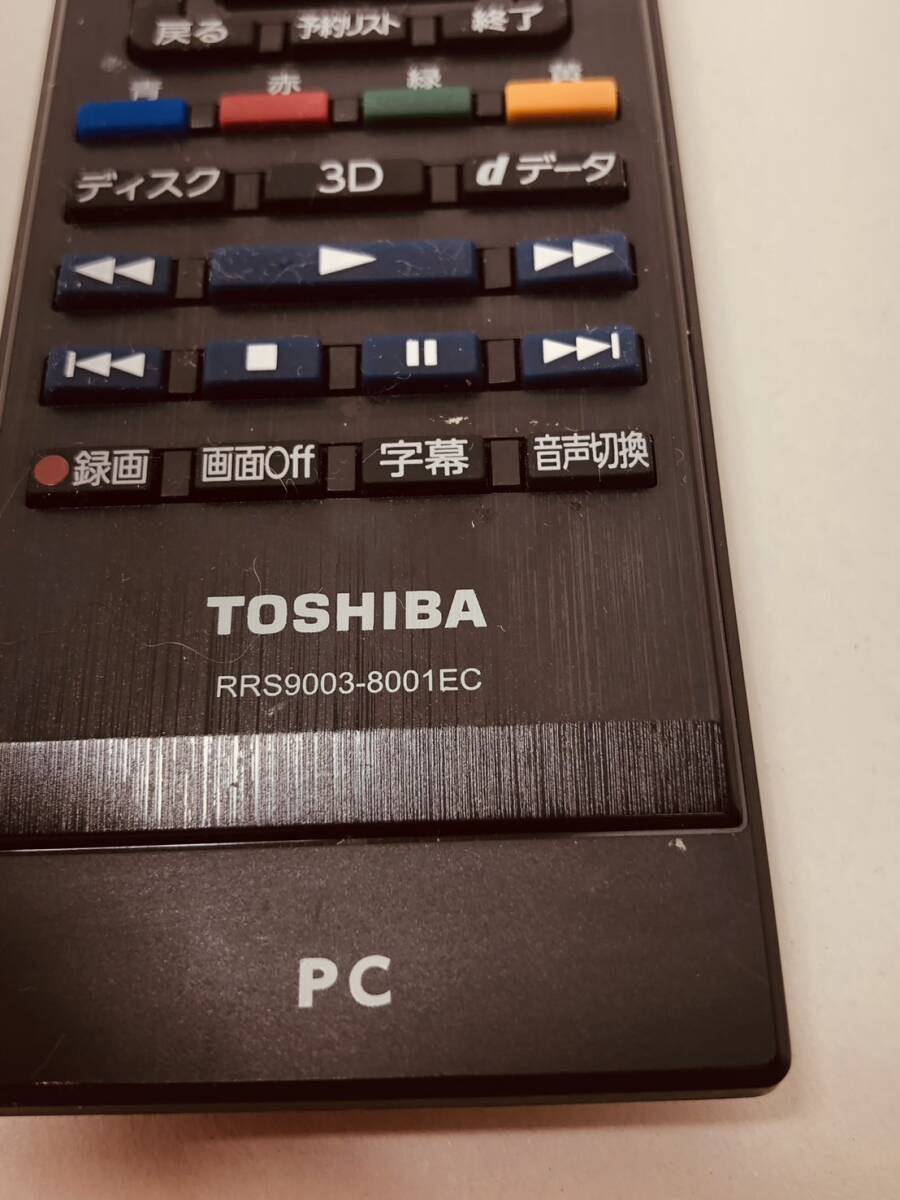 戻る 予約リスト 終了
青 赤 緑 黄
ディスク 3D d データ
録画 画面Off 字幕 音声切換
TOSHIBA
RRS9003-8001EC
PC